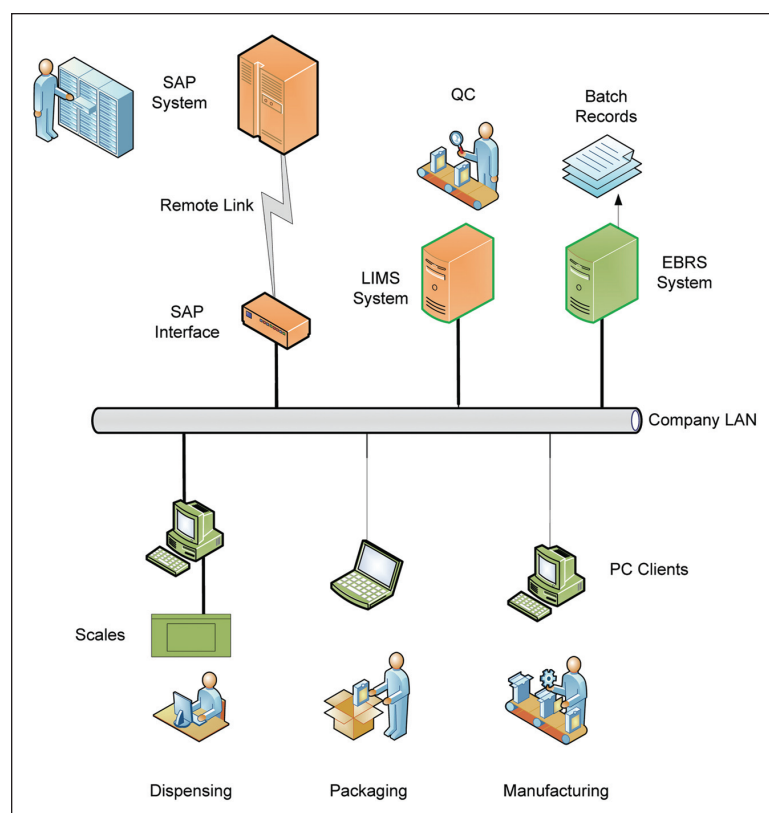 SAP
System
QC
Batch
Records
Remote Link
LIMS
System
EBRS
System
SAP
Interface
Company LAN
PC Clients
Scales
Dispensing
Packaging
Manufacturing